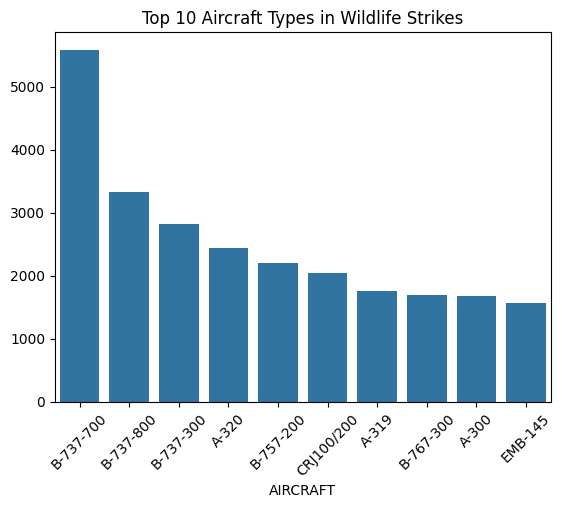 Top 10 Aircraft Types in Wildlife Strikes
5000
4000
3000
2000
1000
0
B-737-700
B-737-800
B-737-300
A-320
B-757-200
CRJ100/200
A-319
B-767-300
A-300
EMB-145
AIRCRAFT